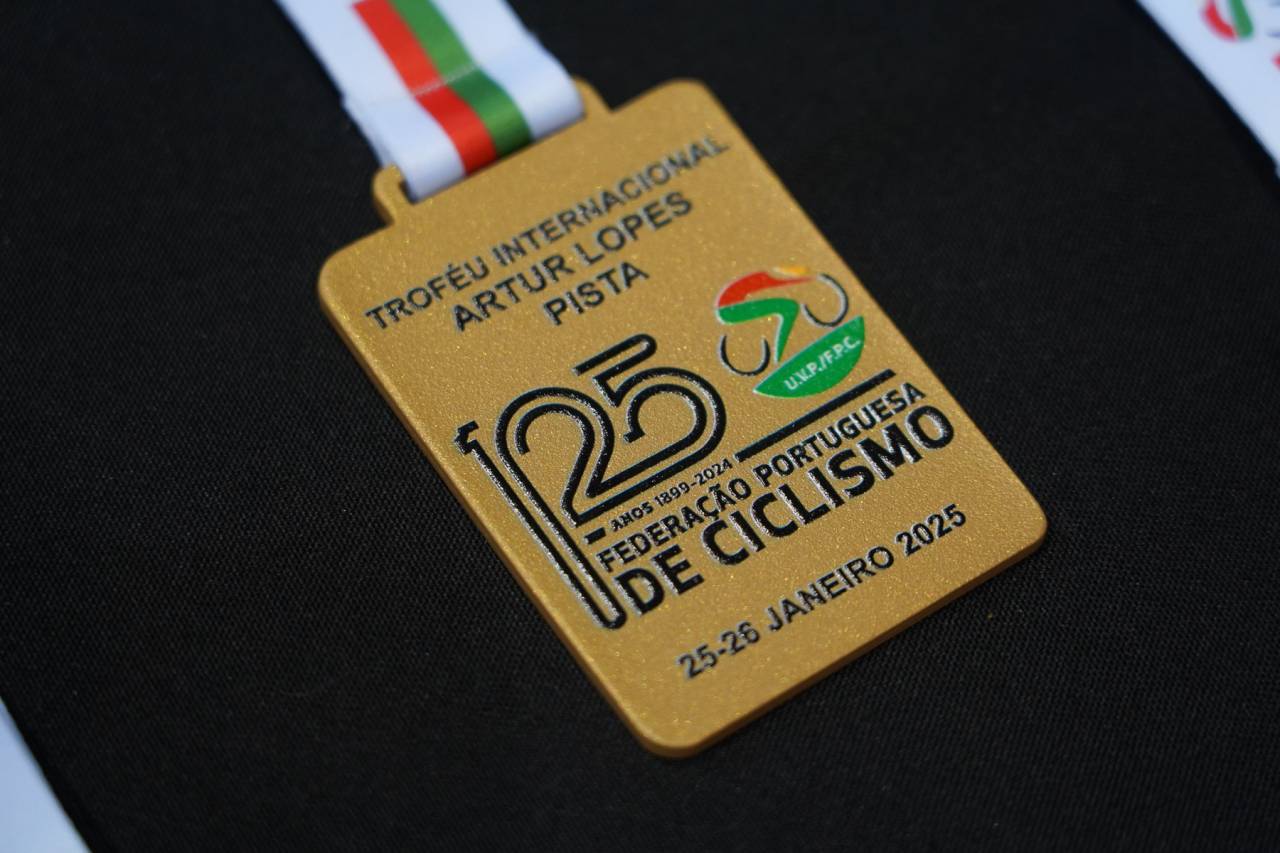 TROFÉU INTERNACIONAL
ARTUR LOPES
PISTA
U.V.P./F.P.C.
125
ANOS 1899-2024
FEDERAÇÃO PORTUGUESA
DE CICLISMO
25-26 JANEIRO 2025